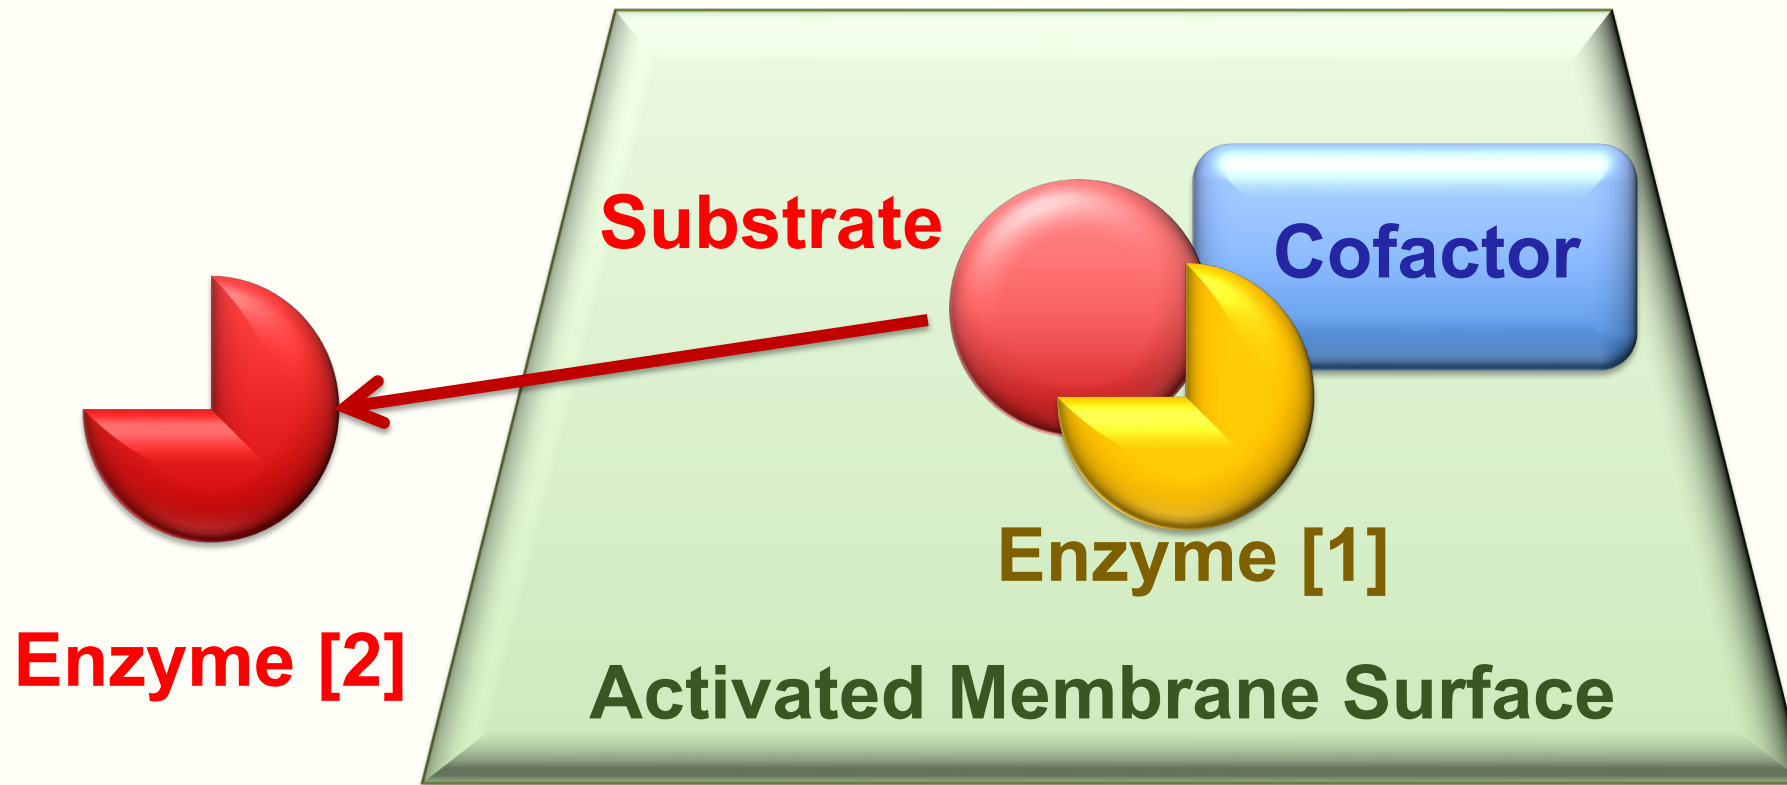 Substrate
Cofactor
Enzyme [1]
Enzyme [2]
Activated Membrane Surface